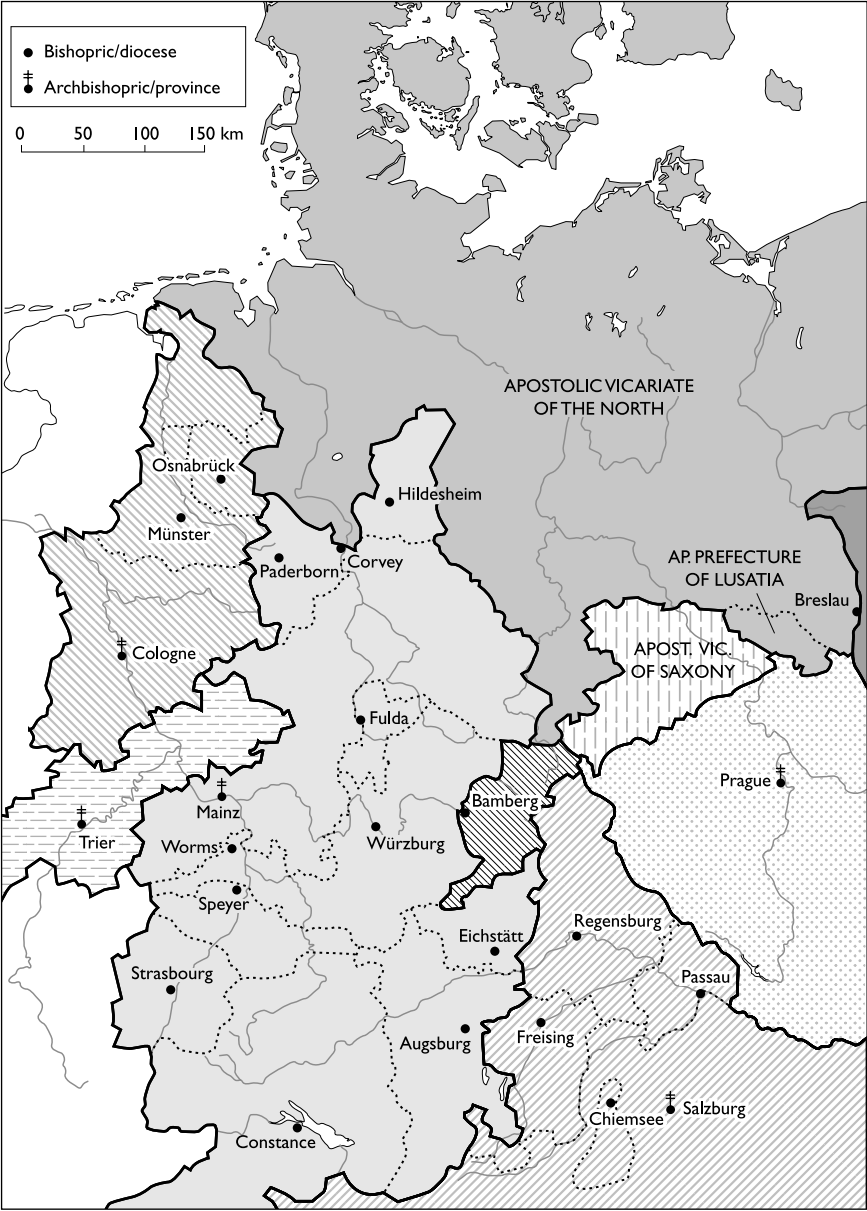 Bishopric/diocese
Archbishopric/province
0 50 100 150 km
APOSTOLIC VICARIATE
OF THE NORTH
Osnabrück
Hildesheim
Münster
AP. PREFECTURE
OF LUSATIA
Paderborn
Corvey
Breslau
Cologne
APOST. VIC.
OF SAXONY
Fulda
Prague
Mainz
Bamberg
Trier
Worms
Würzburg
Speyer
Regensburg
Eichstätt
Strasbourg
Passau
Augsburg
Freising
Chiemsee
Salzburg
Constance